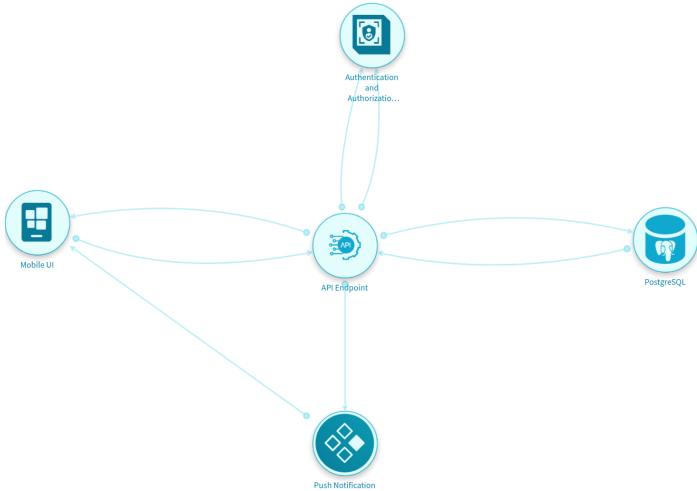 Authentication
and
Authorizatio...
API
Mobile UI
API Endpoint
PostgreSQL
Push Notification